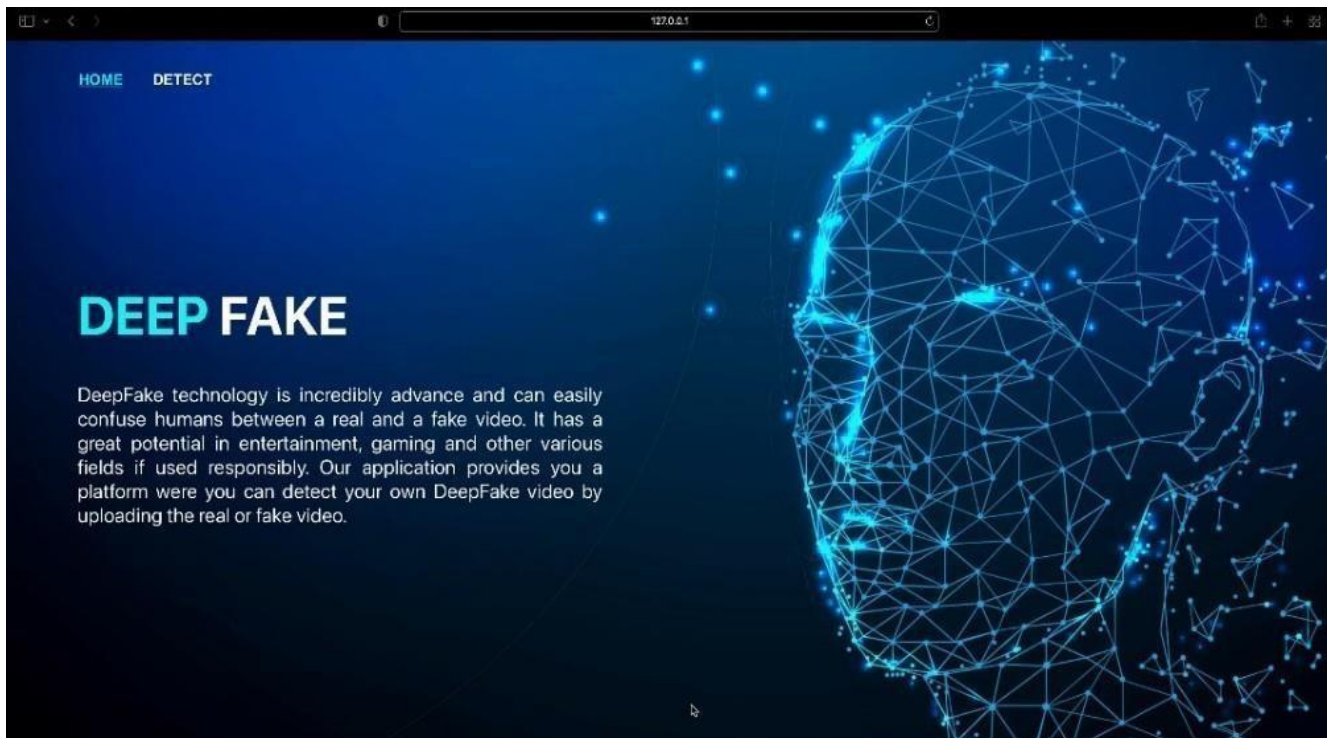 127.0.0.1
HOME DETECT
DEEP FAKE
DeepFake technology is incredibly advance and can easily
confuse humans between a real and a fake video. It has a
great potential in entertainment, gaming and other various
fields if used responsibly. Our application provides you a
platform were you can detect your own DeepFake video by
uploading the real or fake video.